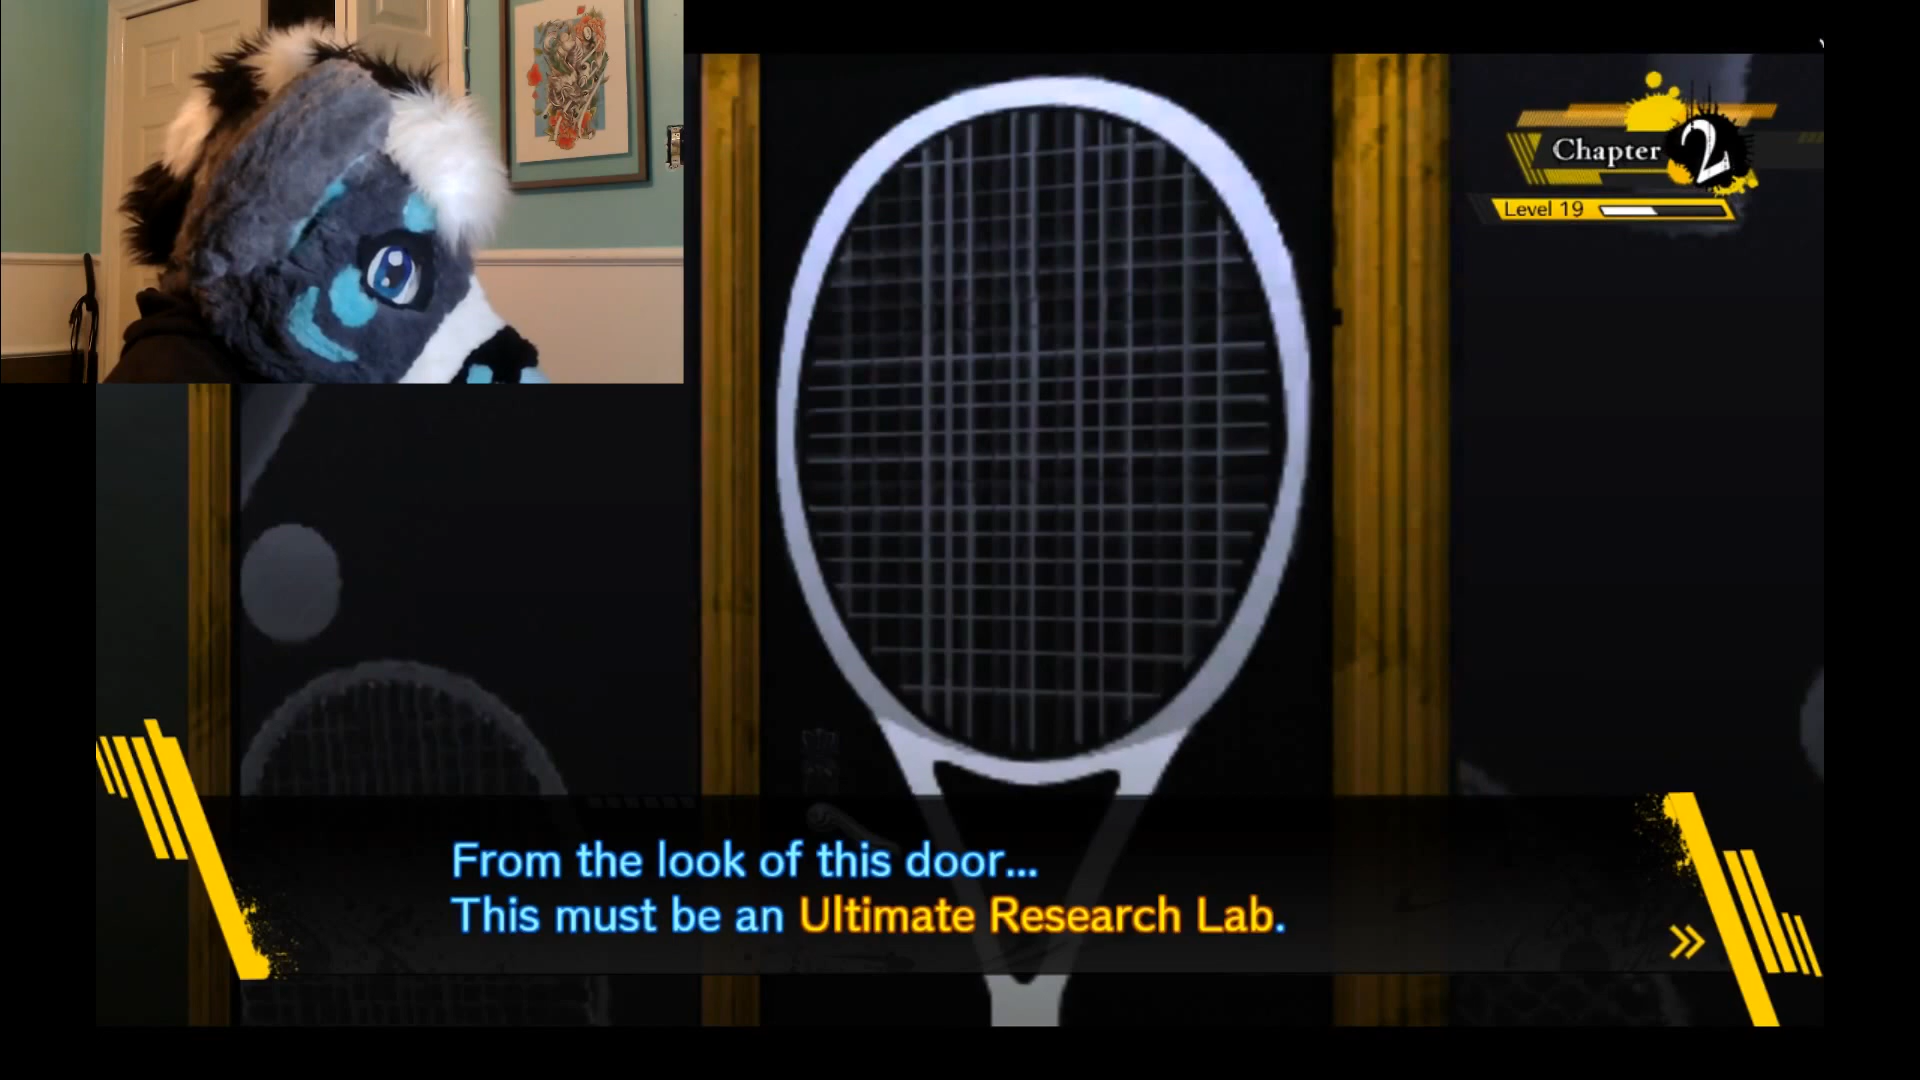 Chapter 2
Level 19
From the look of this door...
This must be an Ultimate Research Lab.